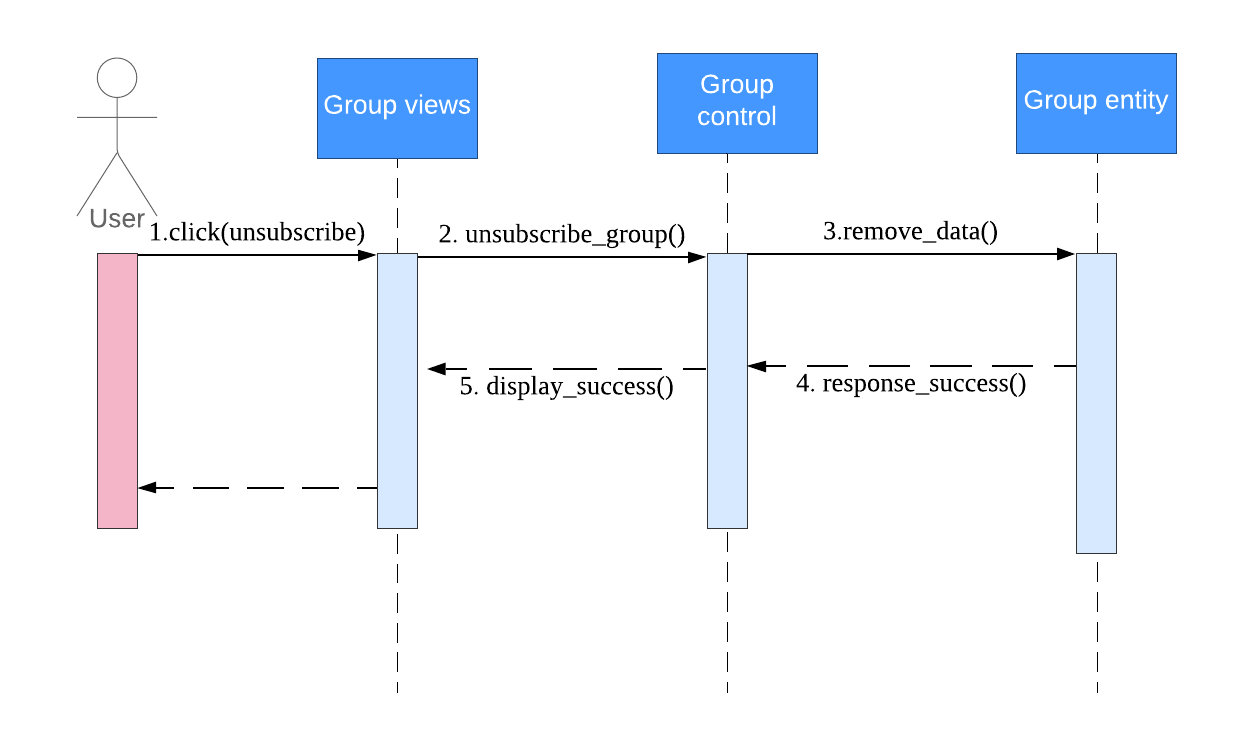 Group views
Group
control
Group entity
User
1.click(unsubscribe)
2. unsubscribe_group()
3.remove_data()
5. display_success()
4. response_success()